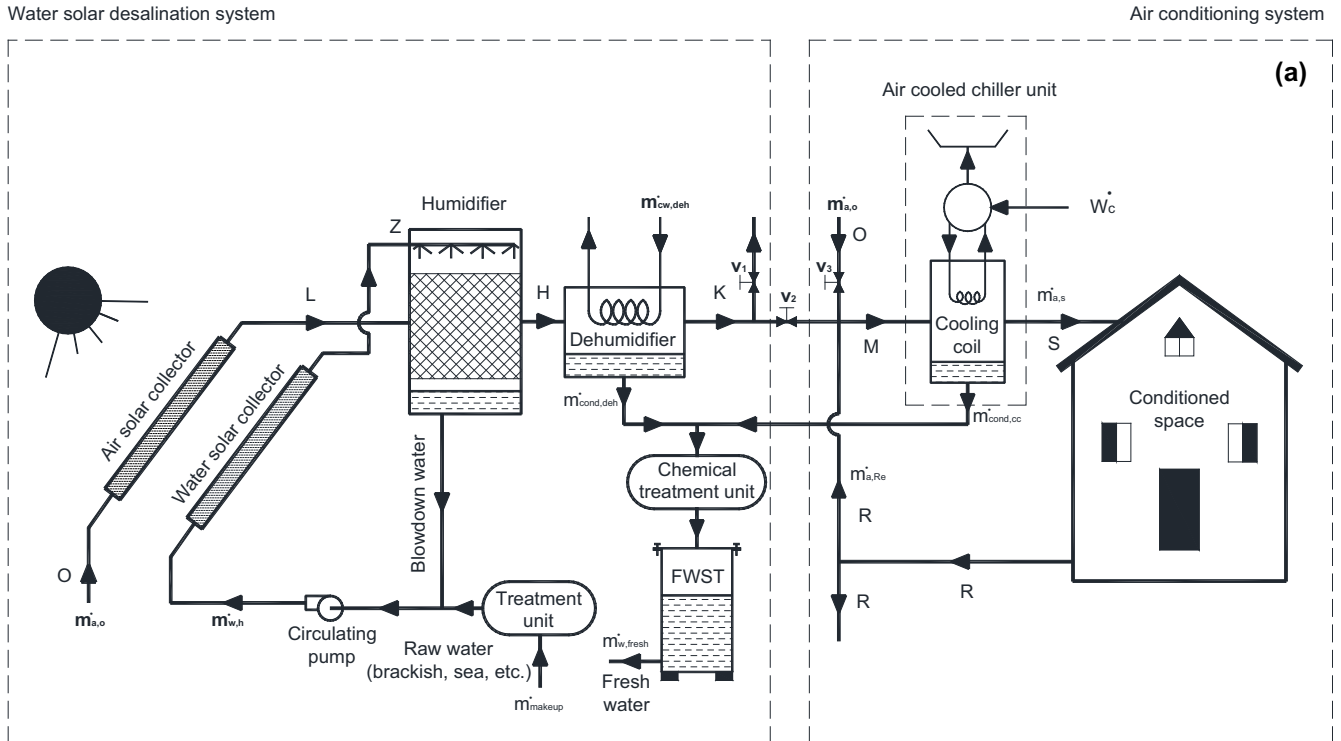 Water solar desalination system
Air conditioning system
(a)
Air cooled chiller unit
Humidifier
ṁcw,deh
ṁa,o
Ẇc
Z
O
v1
v3
L
H
K
v2
ṁa,s
Dehumidifier
Cooling
coil
M
S
Air solar collector
Water solar collector
ṁcond,deh
ṁcond,cc
Conditioned
space
Chemical
treatment unit
ṁa,Re
R
Blowdown water
O
FWST
R
R
ṁa,o
ṁw,h
Circulating
pump
Treatment
unit
Raw water
(brackish, sea, etc.)
ṁw,fresh
Fresh
water
ṁmakeup